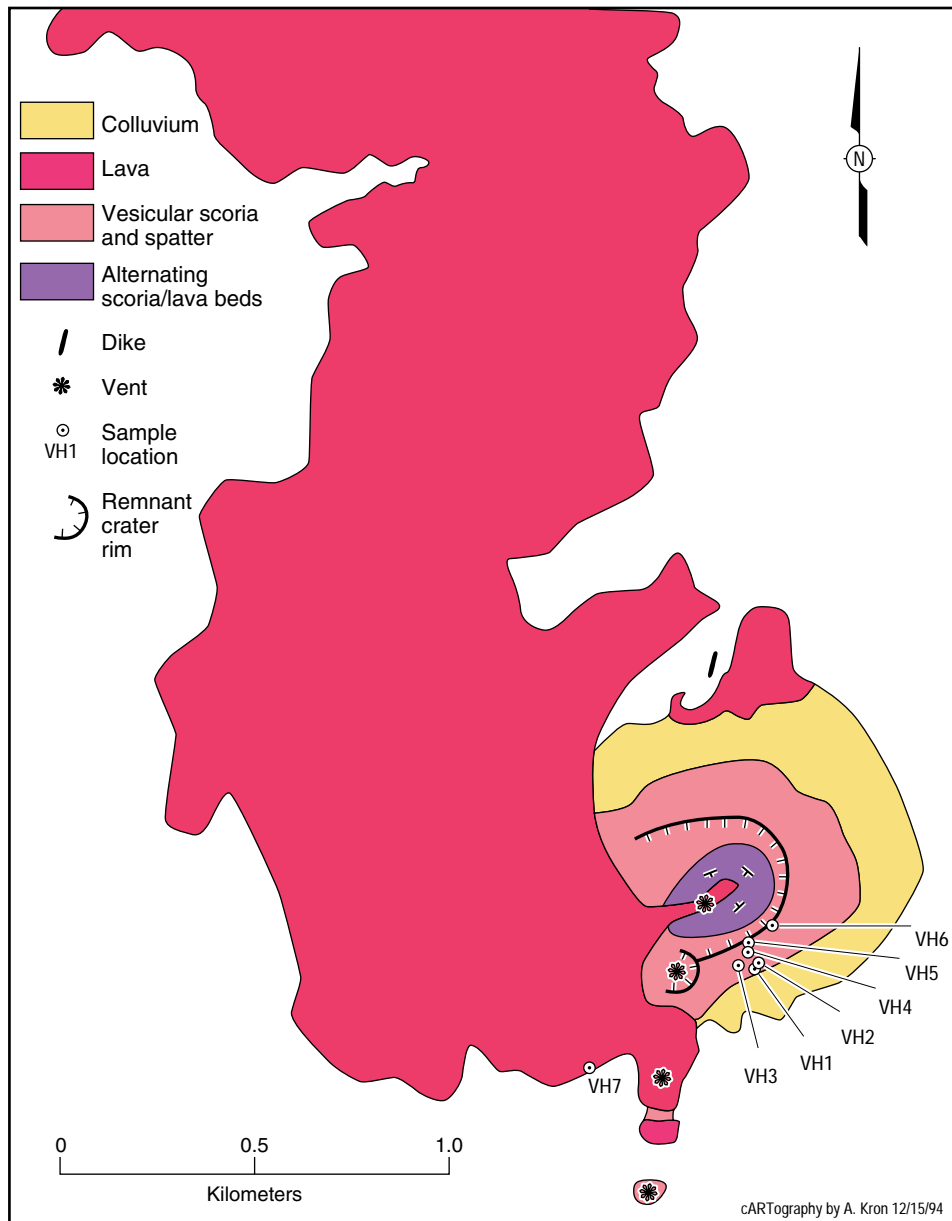 Colluvium
Lava
Vesicular scoria
and spatter
Alternating
scoria/lava beds
Dike
Vent
VH1
Sample
location
Remnant
crater
rim
N
VH6
VH5
VH4
VH2
VH1
VH3
VH7
0 0.5 1.0
Kilometers
cARTography by A. Kron 12/15/94